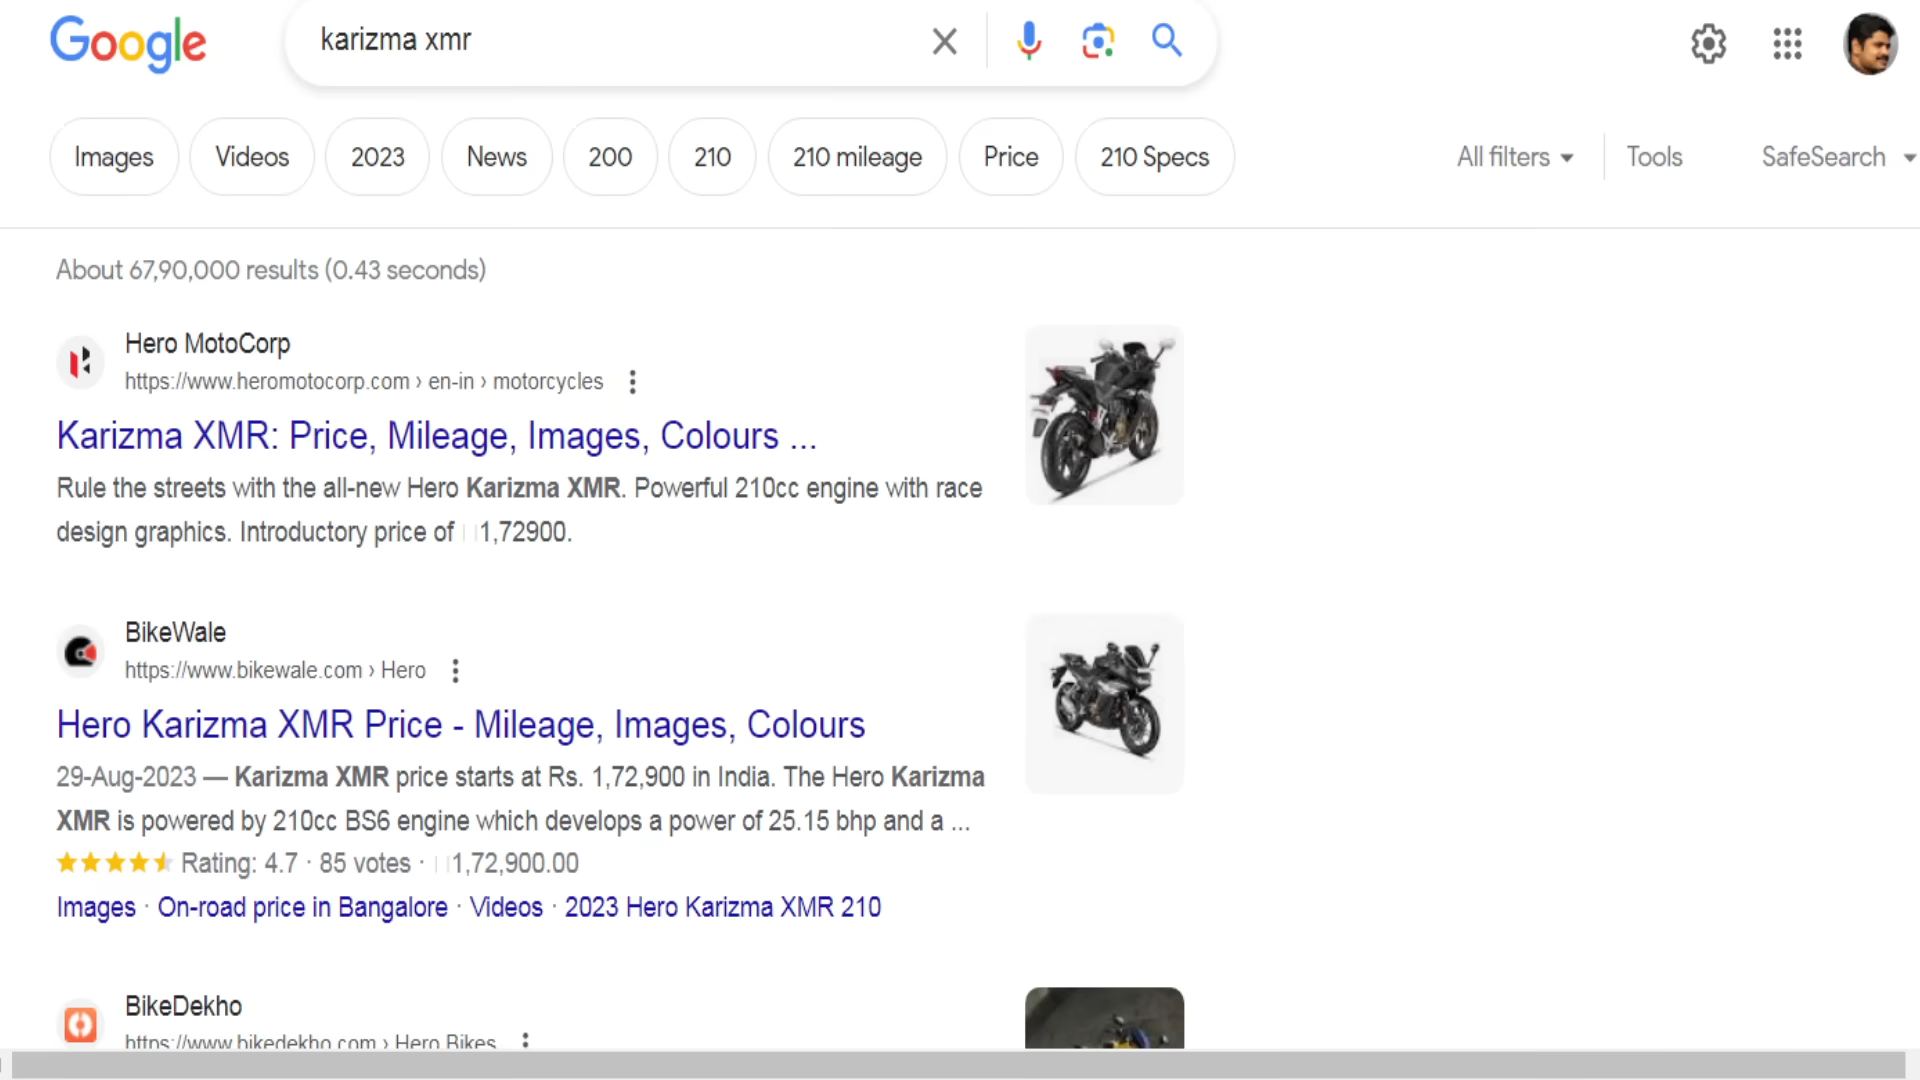 Google
karizma xmr
Images
Videos
2023
News
200
210
210 mileage
Price
210 Specs
All filters
Tools
SafeSearch
About 67,90,000 results (0.43 seconds)
Hero MotoCorp
https://www.heromotocorp.com › en-in › motorcycles
Karizma XMR: Price, Mileage, Images, Colours ...
Rule the streets with the all-new Hero Karizma XMR. Powerful 210cc engine with race
design graphics. Introductory price of 1,72900.
BikeWale
https://www.bikewale.com › Hero
Hero Karizma XMR Price - Mileage, Images, Colours
29-Aug-2023 — Karizma XMR price starts at Rs. 1,72,900 in India. The Hero Karizma
XMR is powered by 210cc BS6 engine which develops a power of 25.15 bhp and a ...
Rating: 4.7 · 85 votes · 1,72,900.00
Images · On-road price in Bangalore · Videos · 2023 Hero Karizma XMR 210
BikeDekho
https://www.bikedekho.com › Hero Bikes